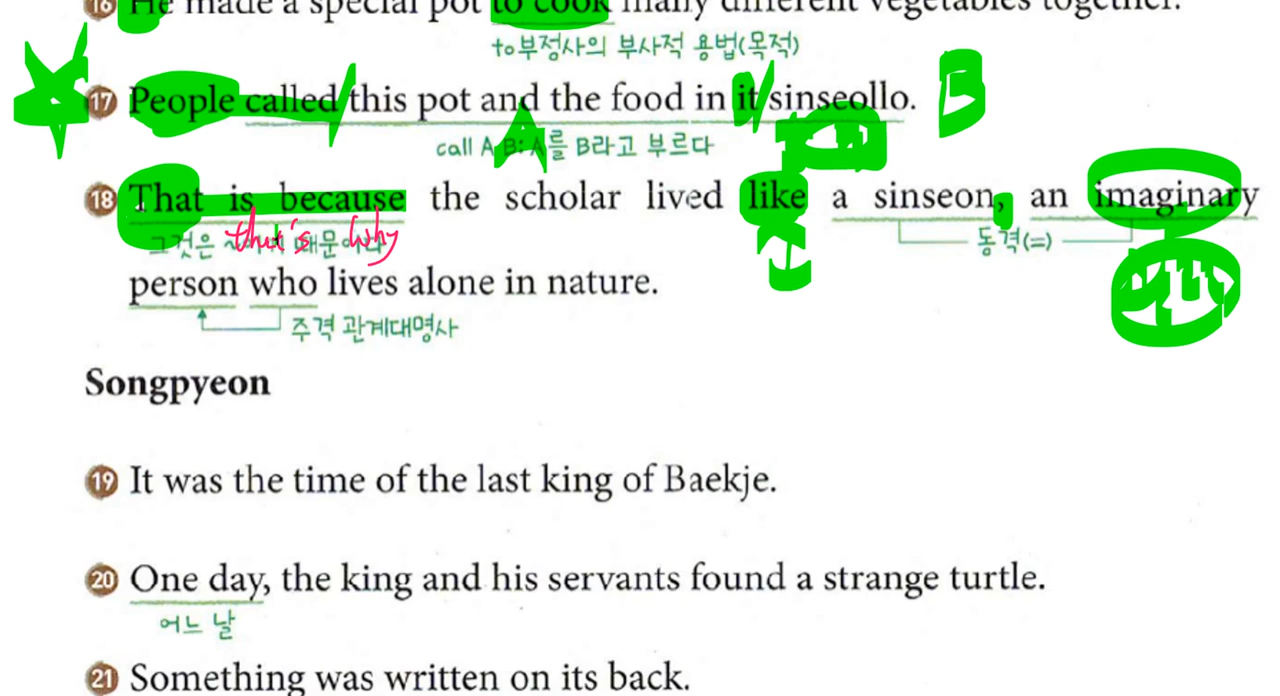 16 He made a special pot to cook many different vegetables together.
to부정사의 부사적 용법(목적)
17 People called this pot and the food in it sinseollo. B
A
call A B: A를 B라고 부르다
18 That is because the scholar lived like a sinseon, an imaginary
that's why
그것은 때문이다
동격(=)
person who lives alone in nature.
주격 관계대명사
Songpyeon
19 It was the time of the last king of Baekje.
20 One day, the king and his servants found a strange turtle.
어느 날
21 Something was written on its back.